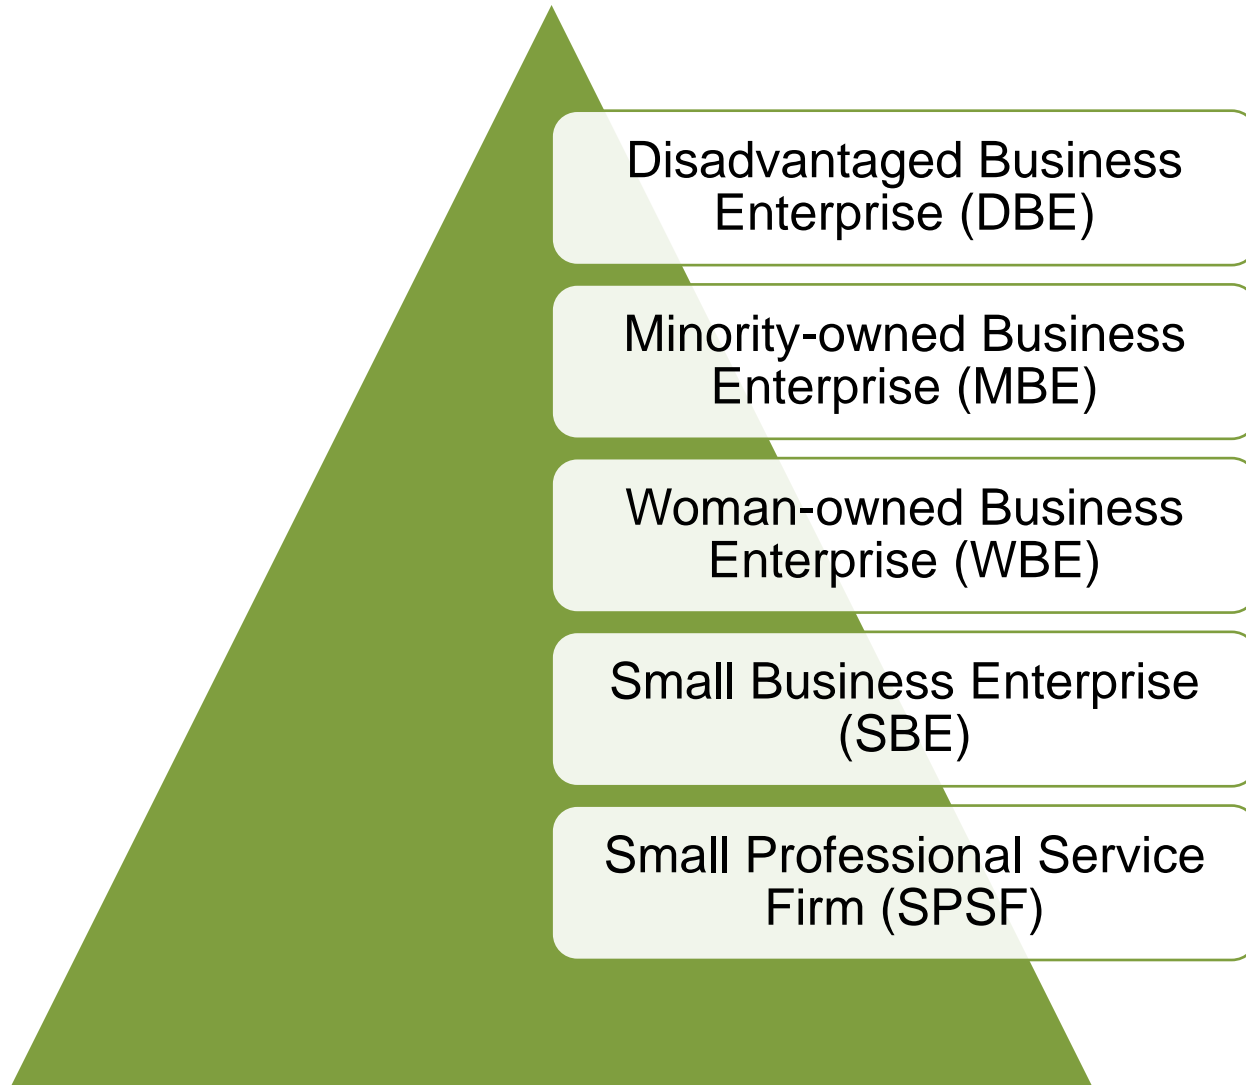 Disadvantaged Business
Enterprise (DBE)
Minority-owned Business
Enterprise (MBE)
Woman-owned Business
Enterprise (WBE)
Small Business Enterprise
(SBE)
Small Professional Service
Firm (SPSF)